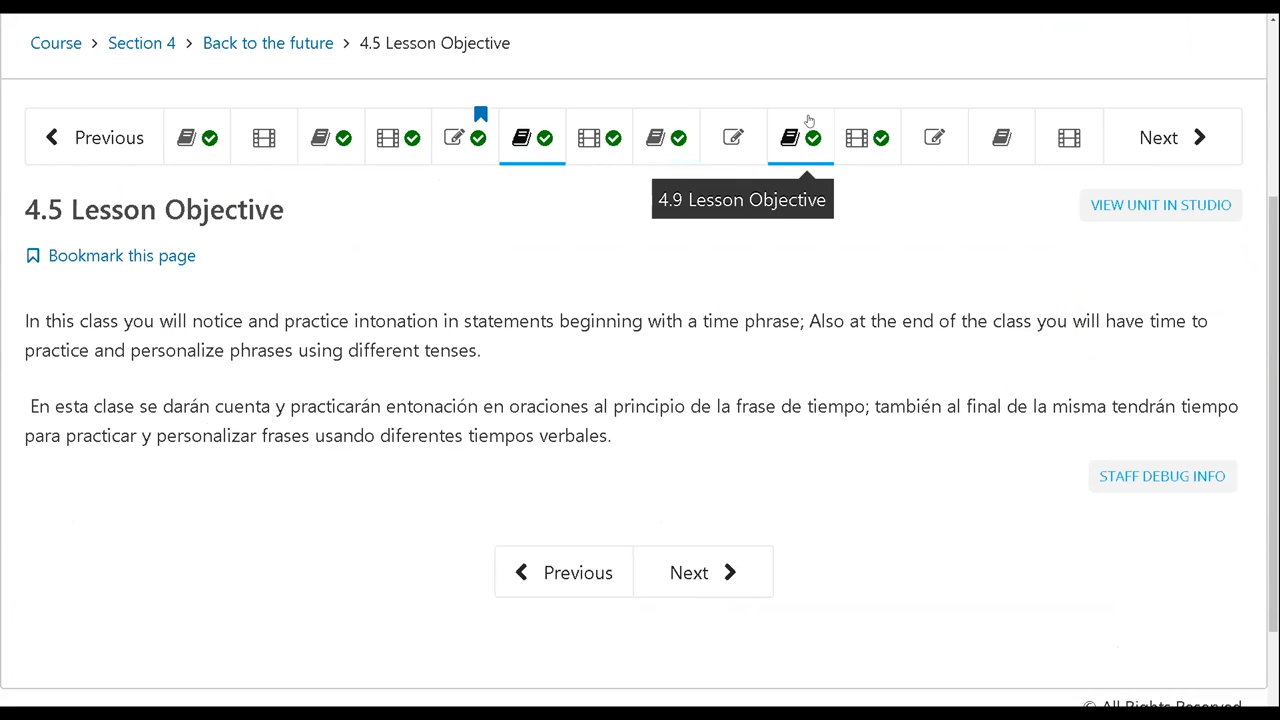 Course > Section 4 > Back to the future > 4.5 Lesson Objective
Previous
Next
4.9 Lesson Objective
4.5 Lesson Objective
VIEW UNIT IN STUDIO
Bookmark this page
In this class you will notice and practice intonation in statements beginning with a time phrase; Also at the end of the class you will have time to
practice and personalize phrases using different tenses.
En esta clase se darán cuenta y practicarán entonación en oraciones al principio de la frase de tiempo; también al final de la misma tendrán tiempo
para practicar y personalizar frases usando diferentes tiempos verbales.
STAFF DEBUG INFO
Previous
Next
© All Rights Reserved